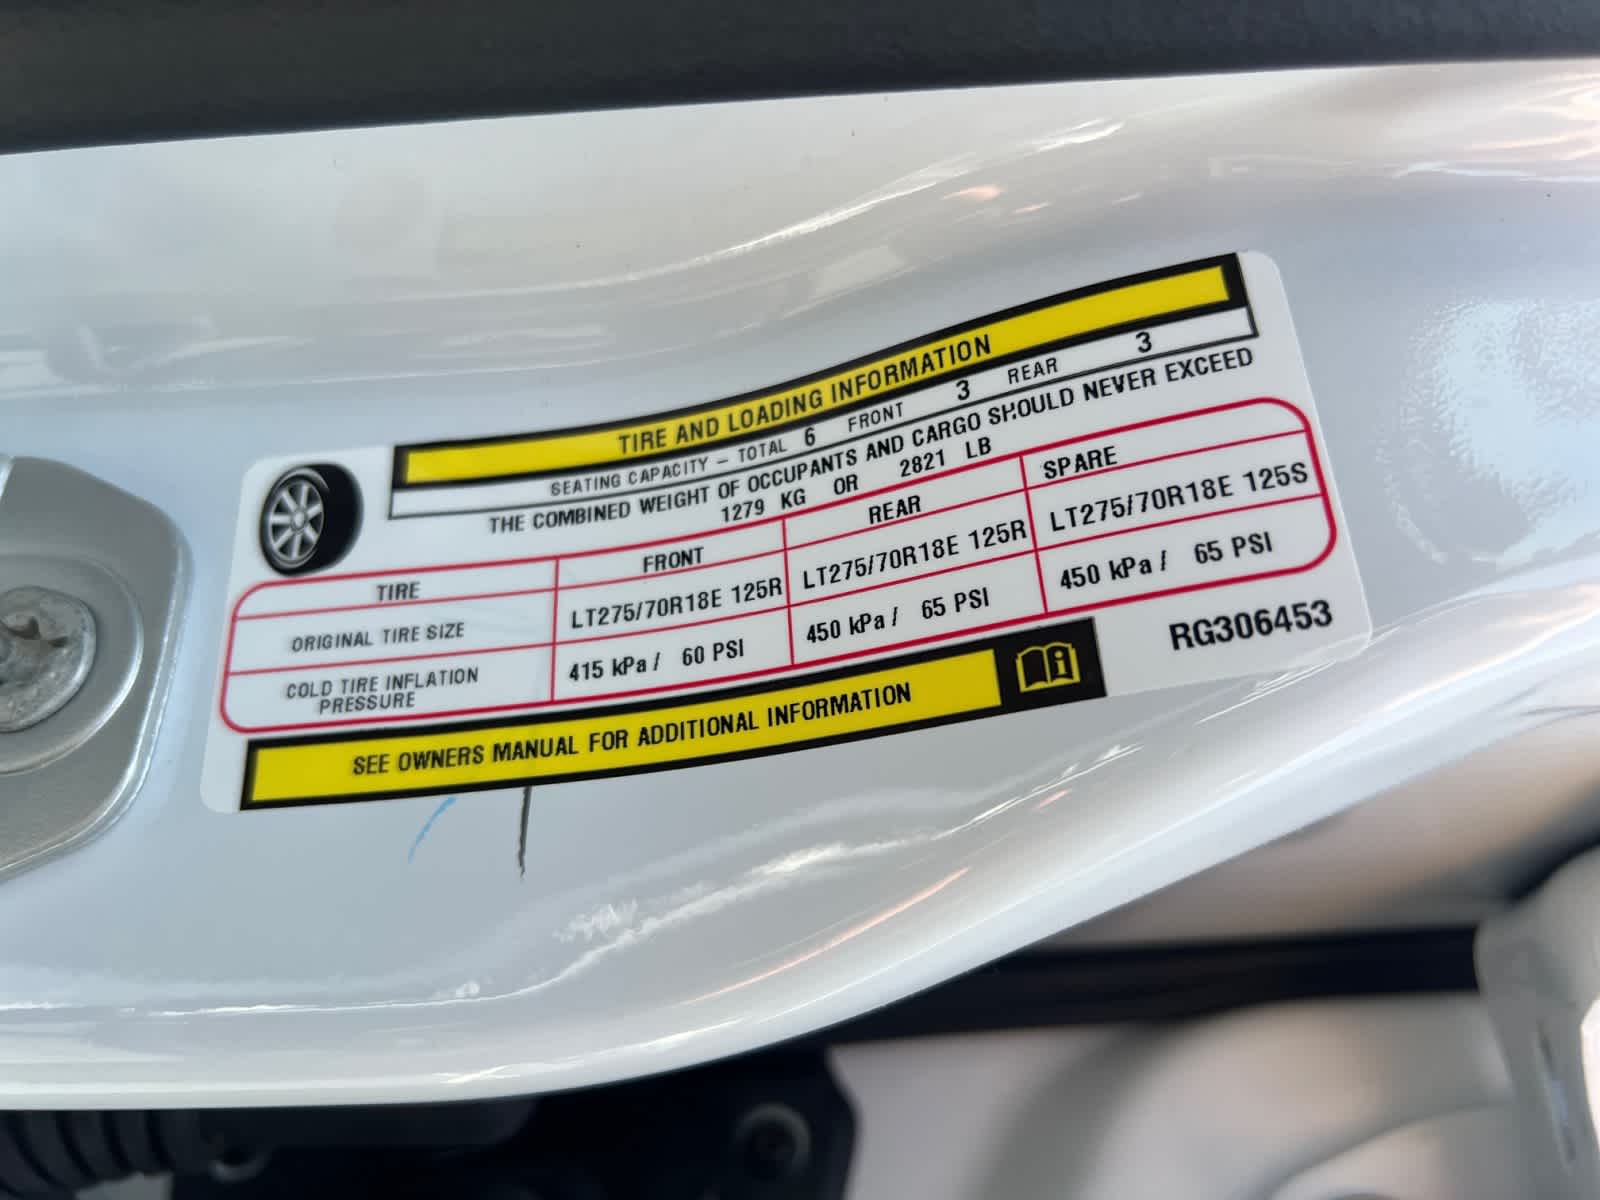 TIRE AND LOADING INFORMATION
SEATING CAPACITY – TOTAL 6 FRONT 3 REAR 3
THE COMBINED WEIGHT OF OCCUPANTS AND CARGO SHOULD NEVER EXCEED
1279 KG OR 2821 LB
TIRE FRONT REAR SPARE
ORIGINAL TIRE SIZE LT275/70R18E 125R LT275/70R18E 125R LT275/70R18E 125S
COLD TIRE INFLATION PRESSURE 415 kPa / 60 PSI 450 kPa / 65 PSI 450 kPa / 65 PSI
SEE OWNERS MANUAL FOR ADDITIONAL INFORMATION
RG306453